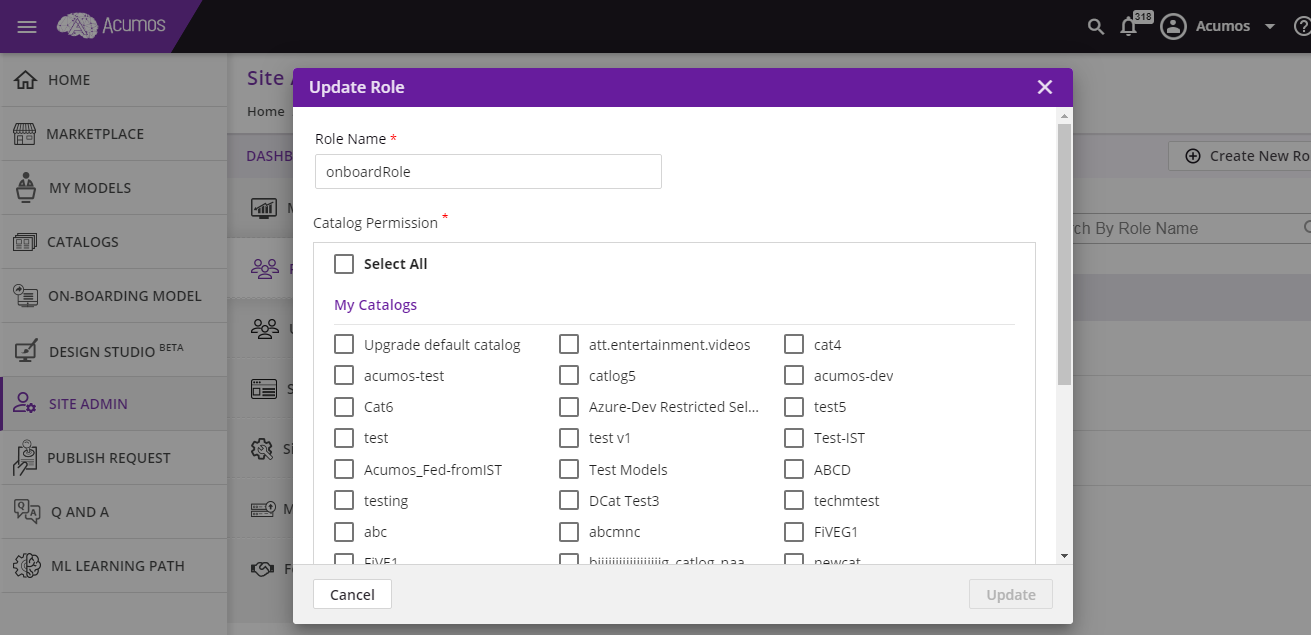 Acumos
318
Acumos
HOME
MARKETPLACE
MY MODELS
CATALOGS
ON-BOARDING MODEL
DESIGN STUDIO BETA
SITE ADMIN
PUBLISH REQUEST
Q AND A
ML LEARNING PATH
Site
Home
DASHB
Create New Ro
ch By Role Name
Update Role
Role Name *
onboardRole
Catalog Permission *
Select All
My Catalogs
Upgrade default catalog att.entertainment.videos cat4
acumos-test catlog5 acumos-dev
Cat6 Azure-Dev Restricted Sel... test5
test test v1 Test-IST
Acumos_Fed-fromIST Test Models ABCD
testing DCat Test3 techmtest
abc abcmnc FiVEG1
FiVE1 newcat
Cancel Update